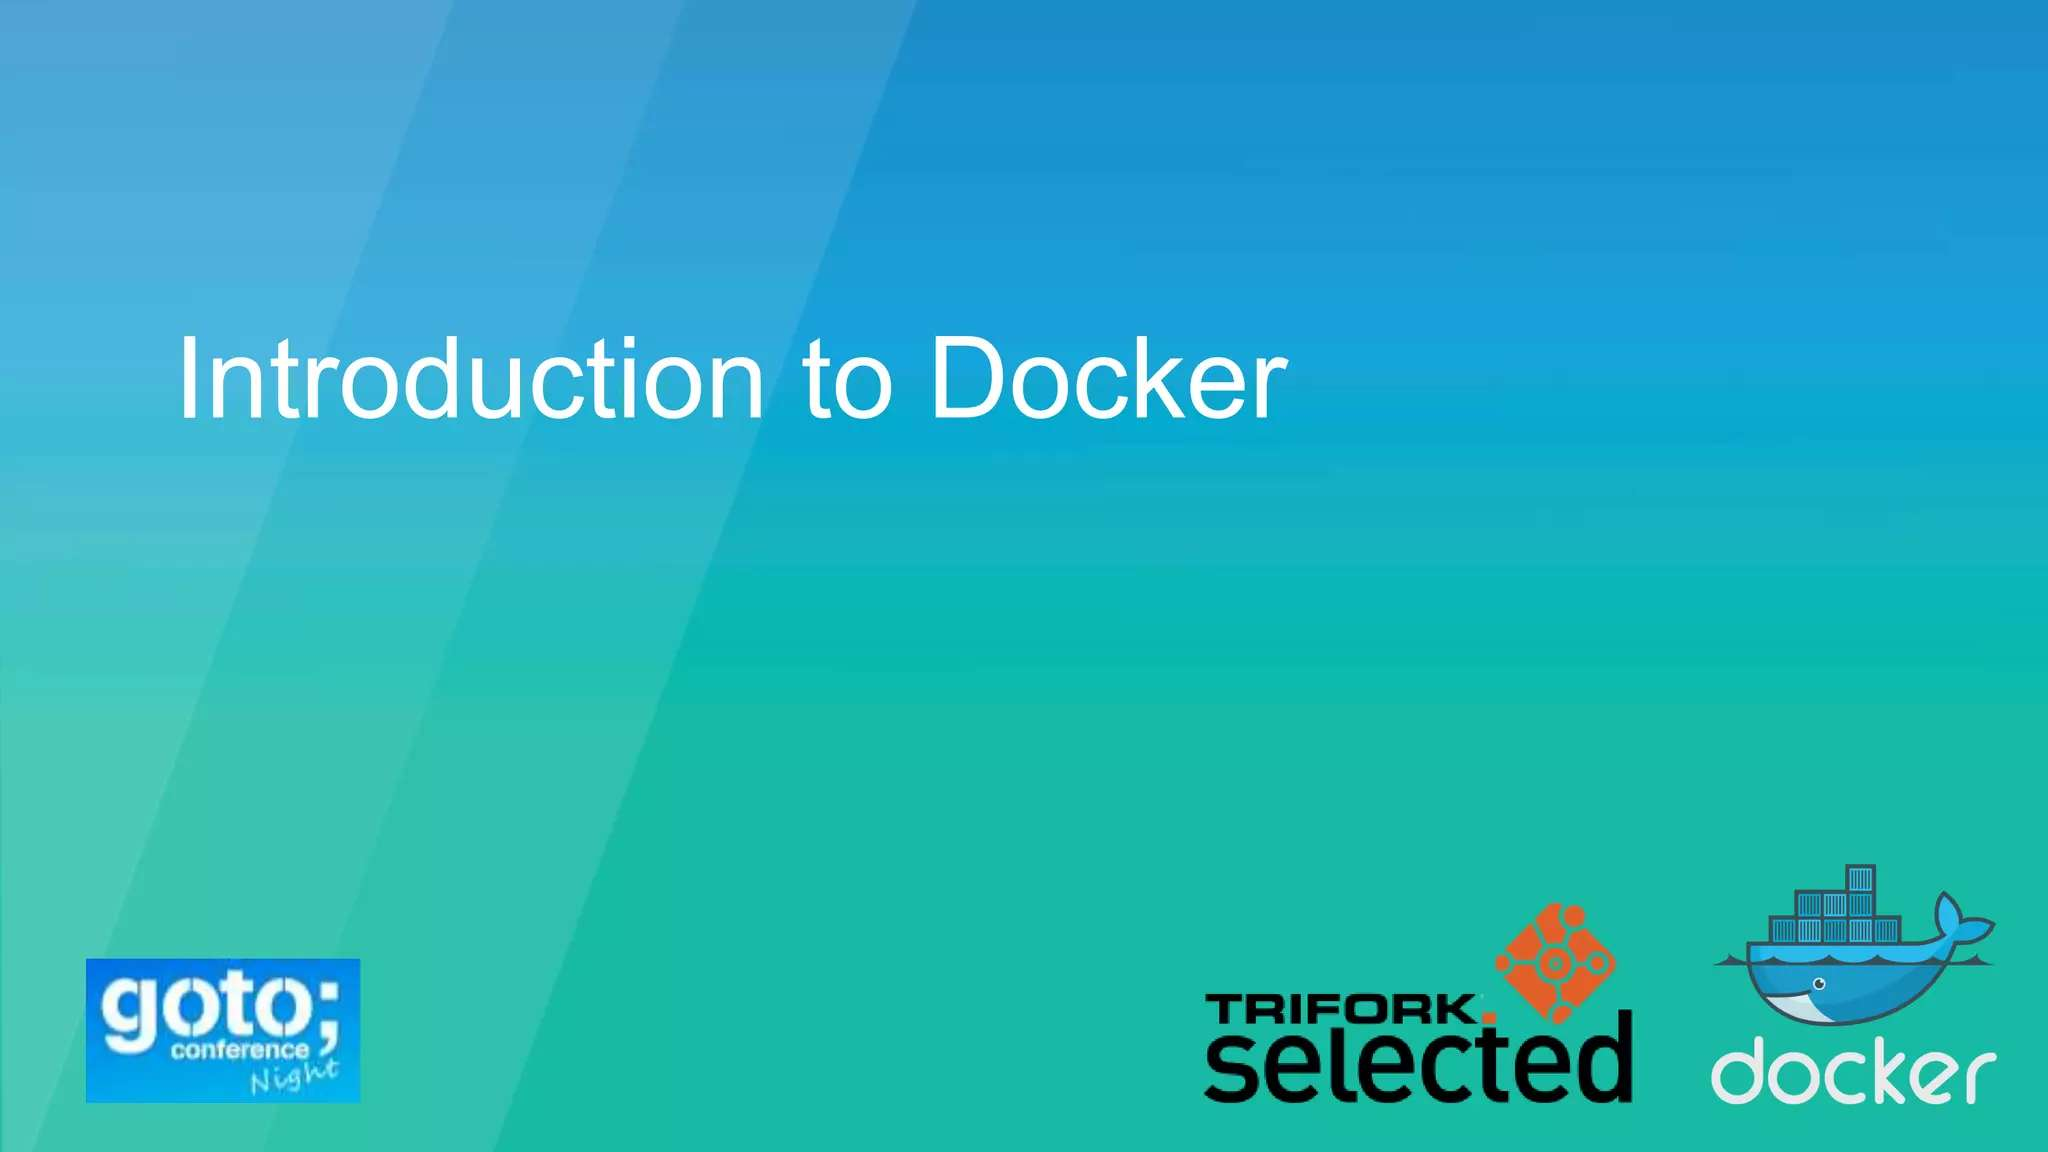 Introduction to Docker
goto;
conference
Night
TRIFORK.
selected
docker